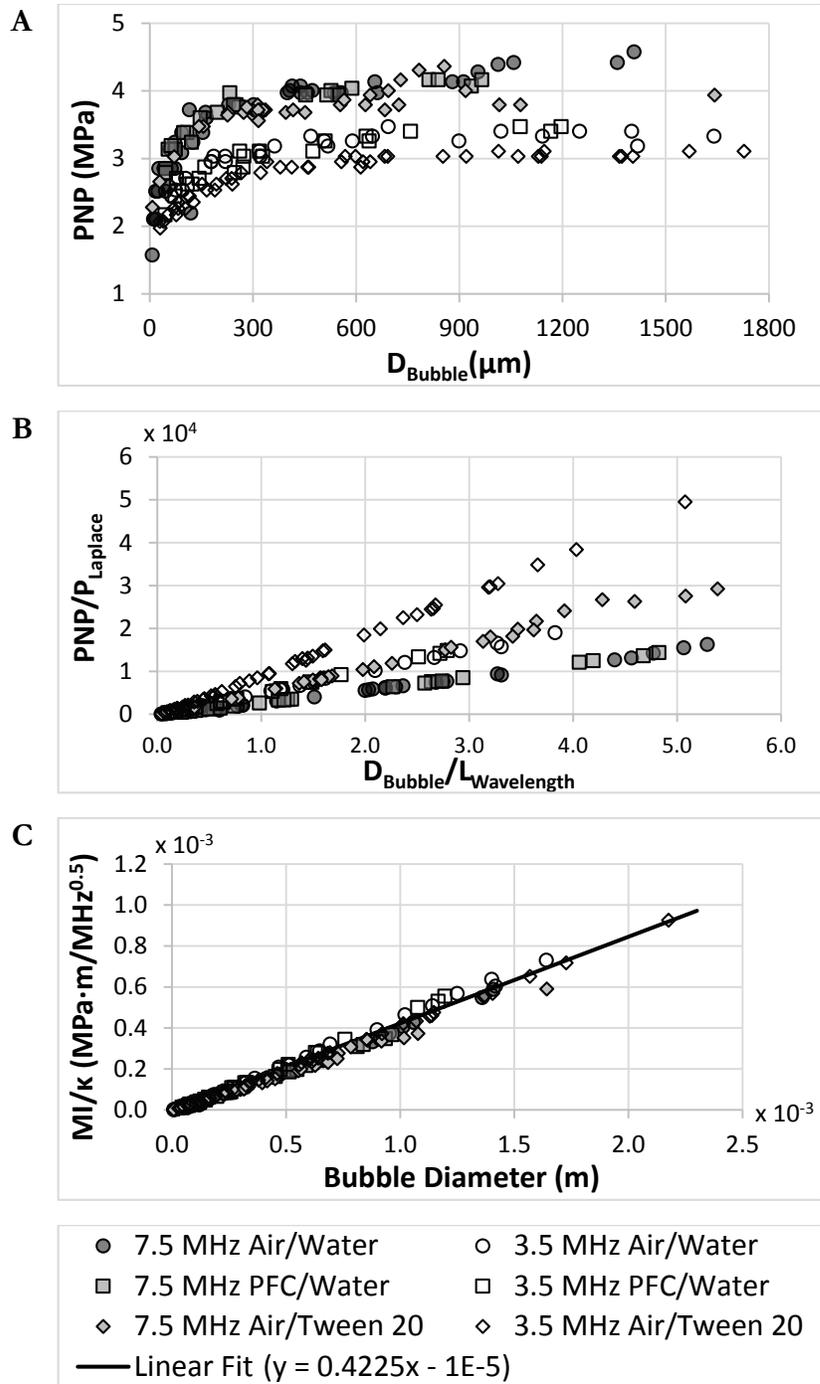 A
PNP (MPa)
5
4
3
2
1
0 300 600 900 1200 1500 1800
D_Bubble(µm)
B
x 10^4
PNP/P_Laplace
6
5
4
3
2
1
0
0.0 1.0 2.0 3.0 4.0 5.0 6.0
D_Bubble/L_Wavelength
C
x 10^-3
MI/κ (MPa·m/MHz^0.5)
1.2
1.0
0.8
0.6
0.4
0.2
0.0
0.0 0.5 1.0 1.5 2.0 2.5
x 10^-3
Bubble Diameter (m)
7.5 MHz Air/Water 3.5 MHz Air/Water
7.5 MHz PFC/Water 3.5 MHz PFC/Water
7.5 MHz Air/Tween 20 3.5 MHz Air/Tween 20
Linear Fit (y = 0.4225x - 1E-5)